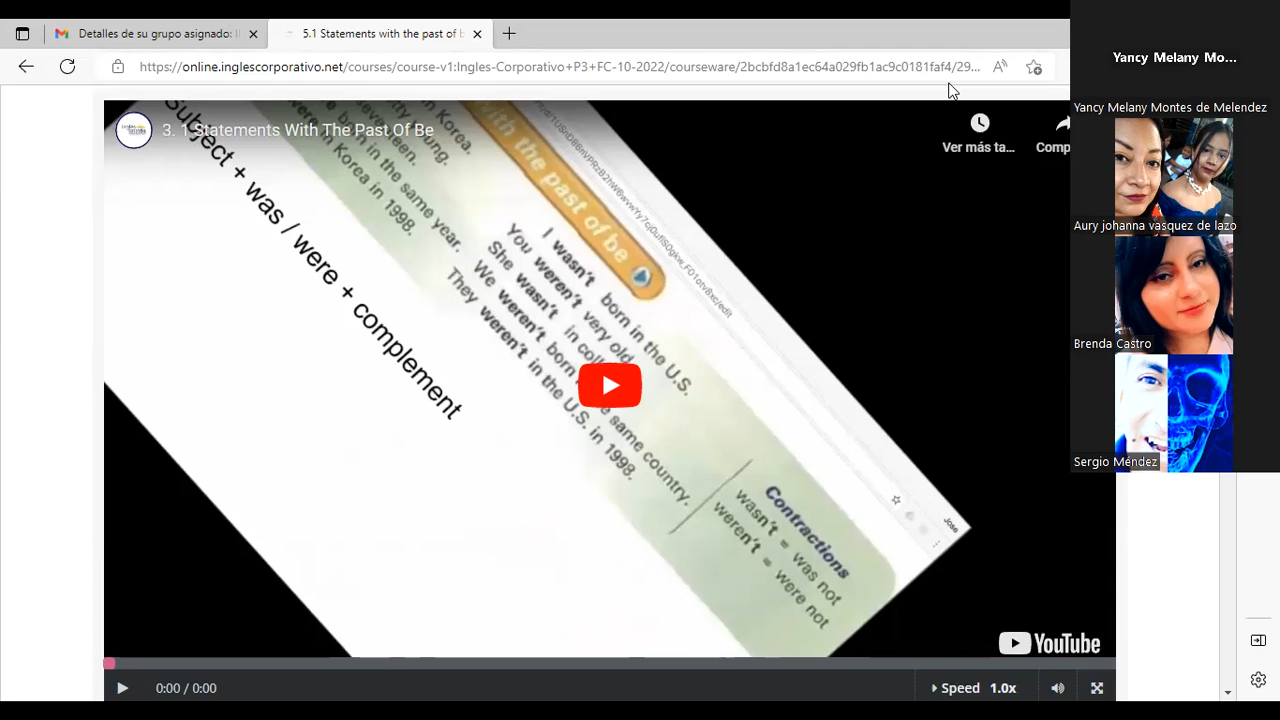 Detalles de su grupo asignado: I
5.1 Statements with the past of b
https://online.inglescorporativo.net/courses/course-v1:Ingles-Corporativo+P3+FC-10-2022/courseware/2bcbfd8a1ec64a029fb1ac9c0181faf4/29...
3. 1 Statements With The Past Of Be
Ver más ta...
Comp
Subject + was / were + complement
in Korea.
seventeen.
born in the same year.
in Korea in 1998.
with the past of be
I wasn't born in the U.S.
You weren't very old.
She wasn't in coll
We weren't born
same country.
They weren't in the U.S. in 1998.
Contractions
wasn't = was not
weren't = were not
Jose
YouTube
0:00 / 0:00
Speed 1.0x
Yancy Melany Mo...
Yancy Melany Montes de Melendez
Aury johanna vasquez de lazo
Brenda Castro
Sergio Méndez